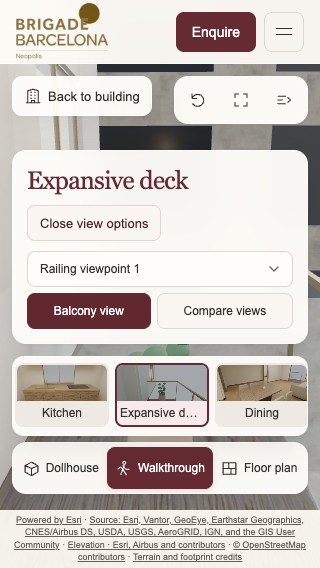 BRIGADE
BARCELONA
Neopolis
Enquire
Back to building
Expansive deck
Close view options
Railing viewpoint 1
Balcony view
Compare views
Kitchen
Expansive d...
Dining
Dollhouse
Walkthrough
Floor plan
Powered by Esri · Source: Esri, Vantor, GeoEye, Earthstar Geographics,
CNES/Airbus DS, USDA, USGS, AeroGRID, IGN, and the GIS User
Community · Elevation · Esri, Airbus and contributors · © OpenStreetMap
contributors · Terrain and footprint credits